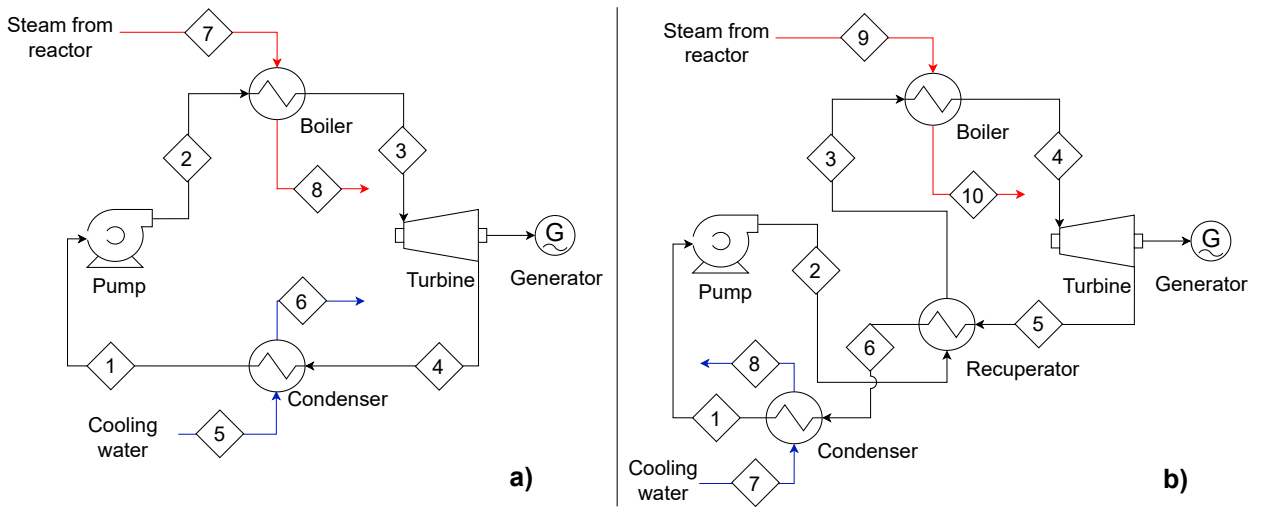 Steam from
reactor
7
Boiler
2
3
8
Pump
Turbine
G
Generator
6
1
4
Condenser
Cooling
water
5
a)
Steam from
reactor
9
Boiler
3
4
10
Pump
2
Turbine
G
Generator
5
6
Recuperator
8
1
Condenser
Cooling
water
7
b)